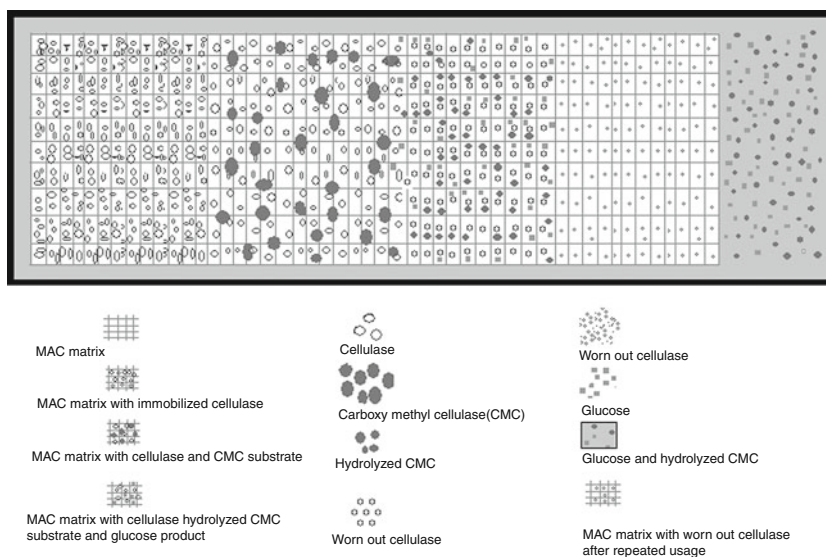 MAC matrix
MAC matrix with immobilized cellulase
MAC matrix with cellulase and CMC substrate
MAC matrix with cellulase hydrolyzed CMC
substrate and glucose product
Cellulase
Carboxy methyl cellulase(CMC)
Hydrolyzed CMC
Worn out cellulase
Worn out cellulase
Glucose
Glucose and hydrolyzed CMC
MAC matrix with worn out cellulase
after repeated usage